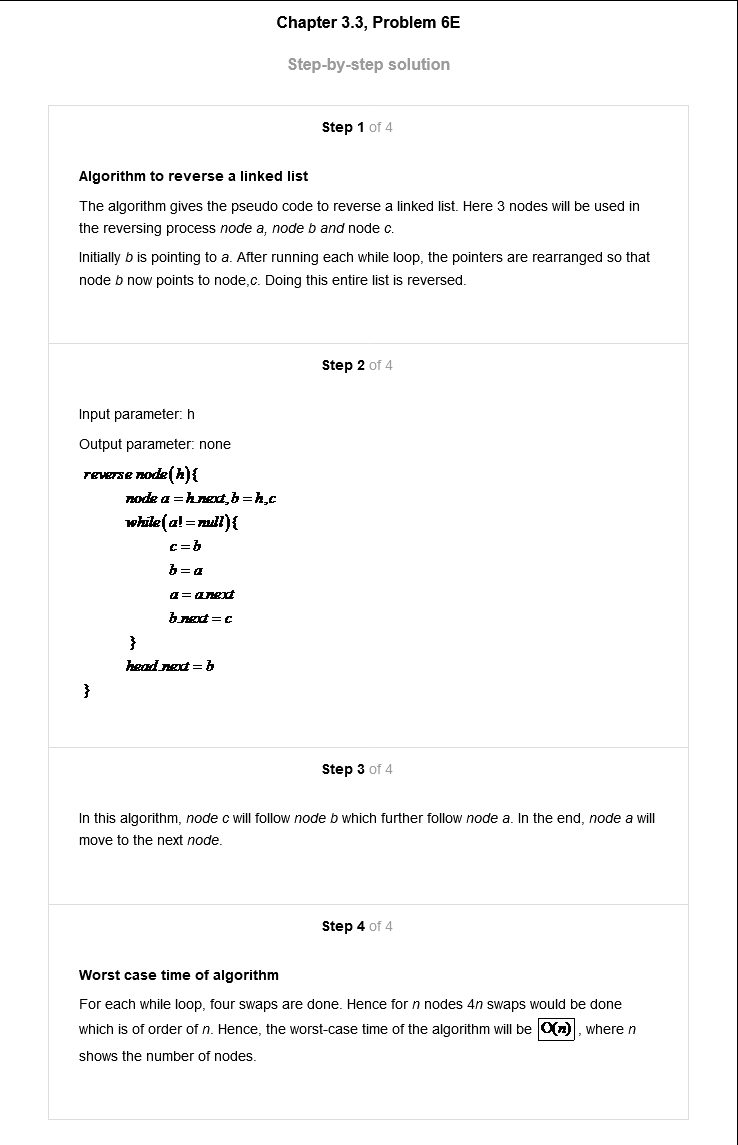 Chapter 3.3, Problem 6E
Step-by-step solution
Step 1 of 4
Algorithm to reverse a linked list
The algorithm gives the pseudo code to reverse a linked list. Here 3 nodes will be used in
the reversing process node a, node b and node c.
Initially b is pointing to a. After running each while loop, the pointers are rearranged so that
node b now points to node,c. Doing this entire list is reversed.
Step 2 of 4
Input parameter: h
Output parameter: none
reverse node(h){
node a = h.next, b = h, c
while(a! = null){
c = b
b = a
a = a.next
b.next = c
}
head.next = b
}
Step 3 of 4
In this algorithm, node c will follow node b which further follow node a. In the end, node a will
move to the next node.
Step 4 of 4
Worst case time of algorithm
For each while loop, four swaps are done. Hence for n nodes 4n swaps would be done
which is of order of n. Hence, the worst-case time of the algorithm will be O(n) , where n
shows the number of nodes.